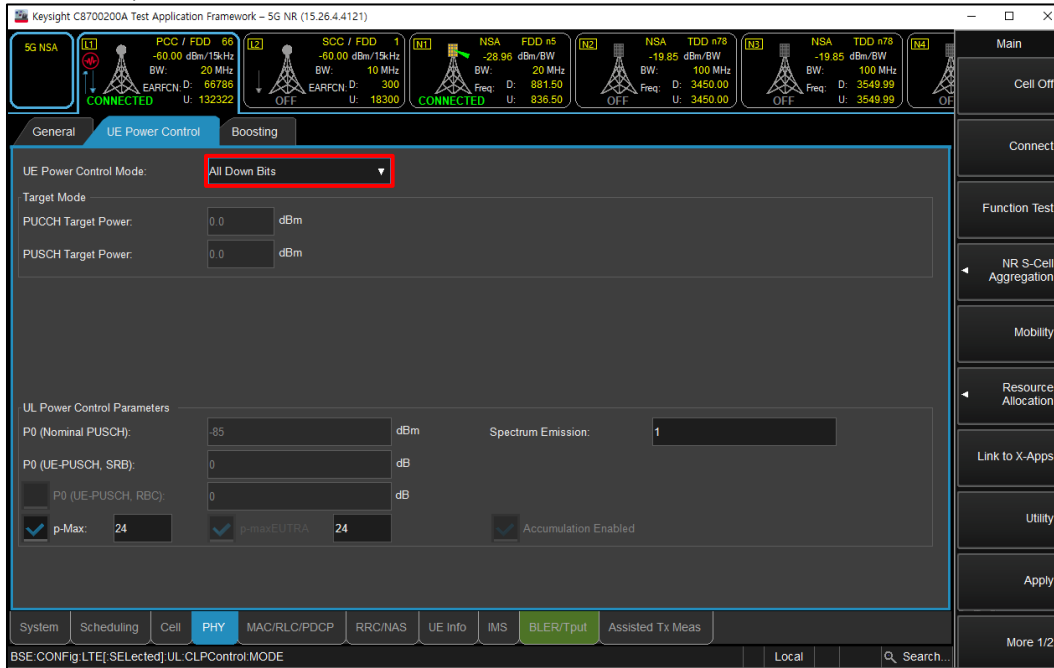 Keysight C8700200A Test Application Framework – 5G NR (15.26.4.4121)
5G NSA
L1
PCC / FDD 66
-60.00 dBm/15kHz
BW: 20 MHz
EARFCN: D: 66786
U: 132322
CONNECTED
L2
SCC / FDD 1
-60.00 dBm/15kHz
BW: 10 MHz
EARFCN: D: 300
U: 18300
OFF
N1
NSA FDD n5
-28.96 dBm/BW
BW: 20 MHz
Freq: D: 881.50
U: 836.50
CONNECTED
N2
NSA TDD n78
-19.85 dBm/BW
BW: 100 MHz
Freq: D: 3450.00
U: 3450.00
OFF
N3
NSA TDD n78
-19.85 dBm/BW
BW: 100 MHz
Freq: D: 3549.99
U: 3549.99
OFF
N4
OF
Main
Cell Off
Connect
Function Test
NR S-Cell
Aggregation
Mobility
Resource
Allocation
Link to X-Apps
Utility
Apply
More 1/2
General UE Power Control Boosting
UE Power Control Mode: All Down Bits
Target Mode
PUCCH Target Power: 0.0 dBm
PUSCH Target Power: 0.0 dBm
UL Power Control Parameters
P0 (Nominal PUSCH): -85 dBm Spectrum Emission: 1
P0 (UE-PUSCH, SRB): 0 dB
P0 (UE-PUSCH, RBC): 0 dB
p-Max: 24 p-maxEUTRA 24 Accumulation Enabled
System Scheduling Cell PHY MAC/RLC/PDCP RRC/NAS UE Info IMS BLER/Tput Assisted Tx Meas
BSE:CONFig:LTE[:SELected]:UL:CLPControl:MODE Local Search...